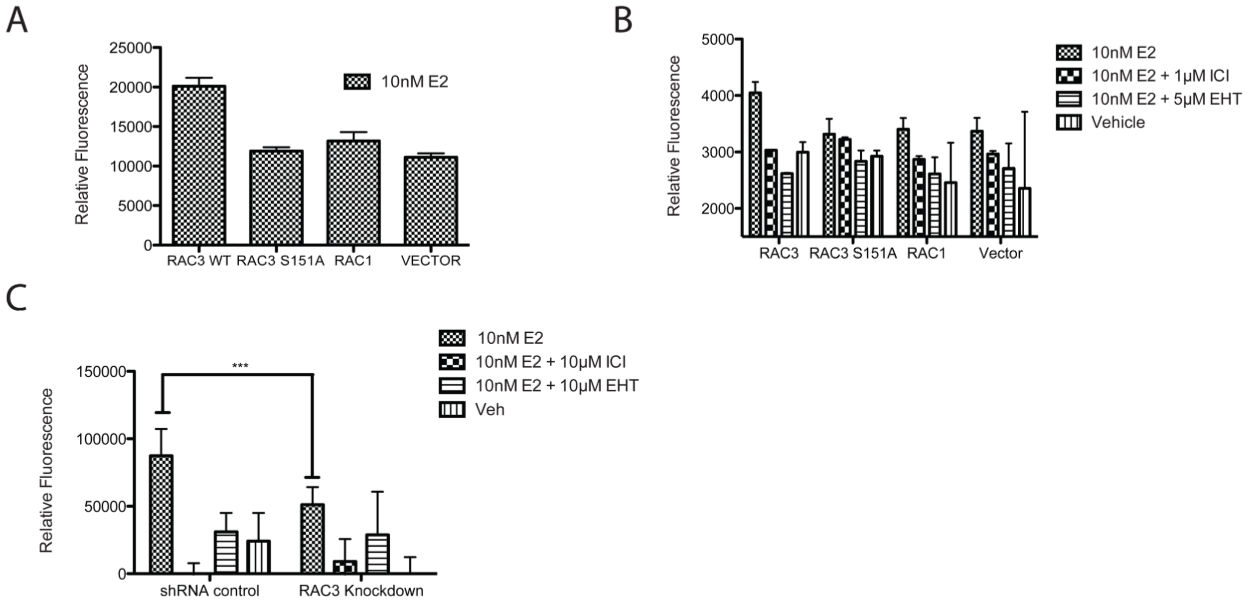 A
25000
20000
15000
10000
5000
0
Relative Fluorescence
10nM E2
RAC3 WT RAC3 S151A RAC1 VECTOR
B
5000
4000
3000
2000
Relative Fluorescence
10nM E2
10nM E2 + 1µM ICI
10nM E2 + 5µM EHT
Vehicle
RAC3 RAC3 S151A RAC1 Vector
C
150000
100000
50000
0
Relative Fluorescence
***
10nM E2
10nM E2 + 10µM ICI
10nM E2 + 10µM EHT
Veh
shRNA control RAC3 Knockdown